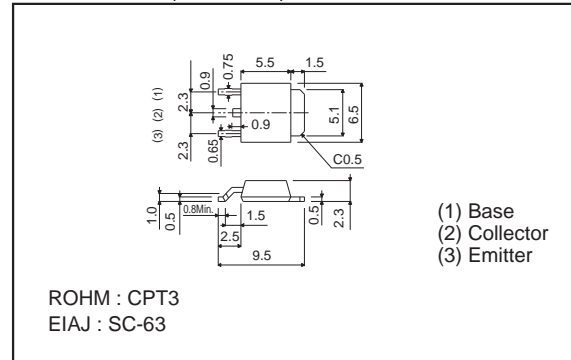 5.5
1.5
0.75
0.9
2.3
(1)
(2)
(3)
2.3
0.65
0.9
5.1
6.5
C0.5
1.0
0.5
0.8Min.
1.5
2.5
9.5
0.5
2.3
(1) Base
(2) Collector
(3) Emitter
ROHM : CPT3
EIAJ : SC-63